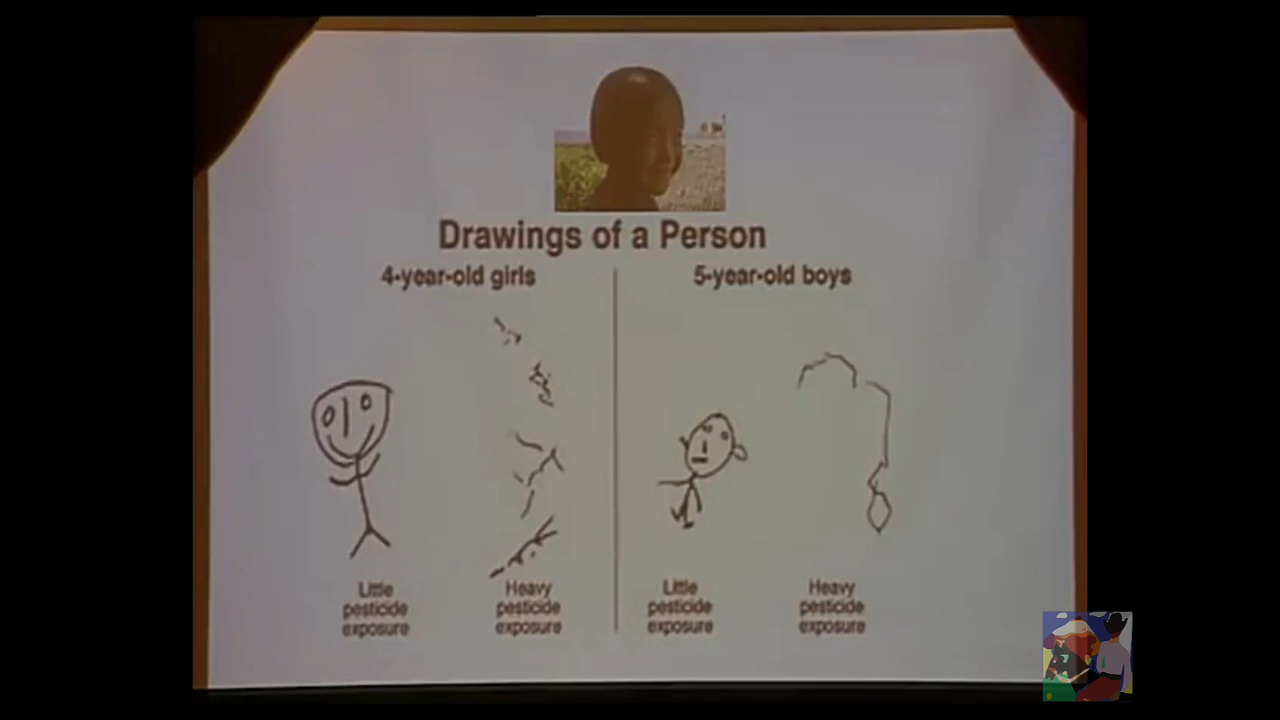 Drawings of a Person
4-year-old girls
5-year-old boys
Little
pesticide
exposure
Heavy
pesticide
exposure
Little
pesticide
exposure
Heavy
pesticide
exposure